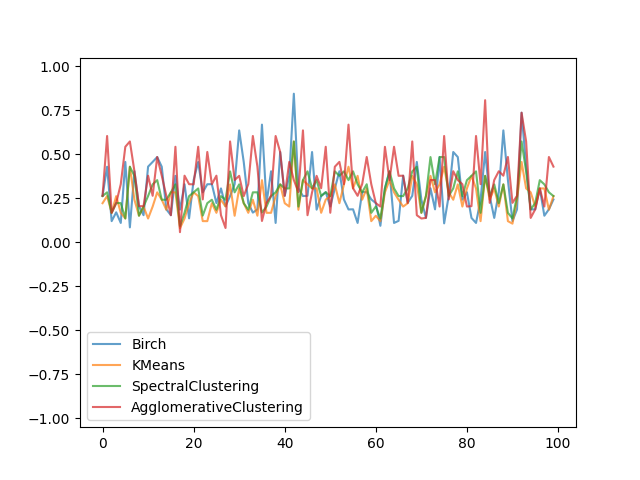 1.00
0.75
0.50
0.25
0.00
−0.25
−0.50
−0.75
−1.00
Birch
KMeans
SpectralClustering
AgglomerativeClustering
0 20 40 60 80 100